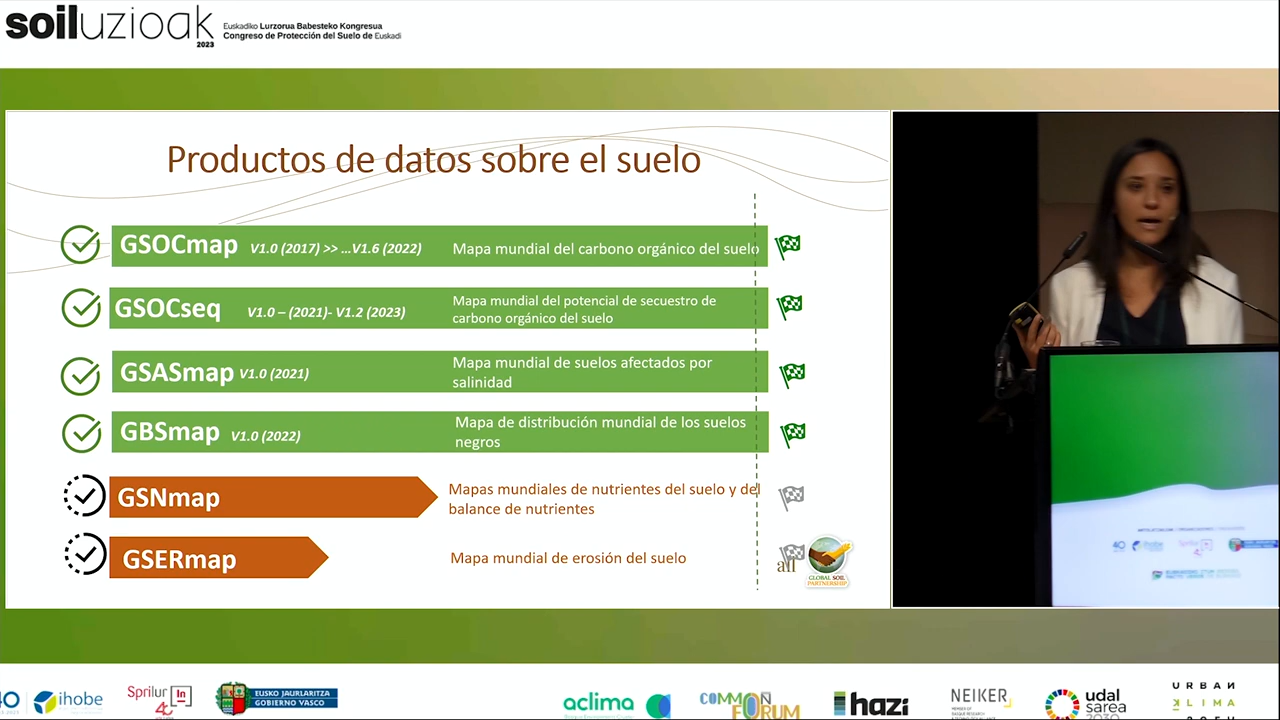 soiluzioak
2023
Euskadiko Lurzorua Babesteko Kongresua
Congreso de Protección del Suelo de Euskadi
Productos de datos sobre el suelo
GSOCmap V1.0 (2017) >> ...V1.6 (2022) Mapa mundial del carbono orgánico del suelo
GSOCseq V1.0 – (2021)- V1.2 (2023) Mapa mundial del potencial de secuestro de
carbono orgánico del suelo
GSASmap V1.0 (2021) Mapa mundial de suelos afectados por
salinidad
GBSmap V1.0 (2022) Mapa de distribución mundial de los suelos
negros
GSNmap Mapas mundiales de nutrientes del suelo y del
balance de nutrientes
GSERmap Mapa mundial de erosión del suelo
GLOBAL SOIL
PARTNERSHIP
ihobe
Sprilur
In
EUSKO JAURLARITZA
GOBIERNO VASCO
aclima
COMMON
FORUM
hazi
NEIKER
udal
sarea
2030
URBAN
KLIMA